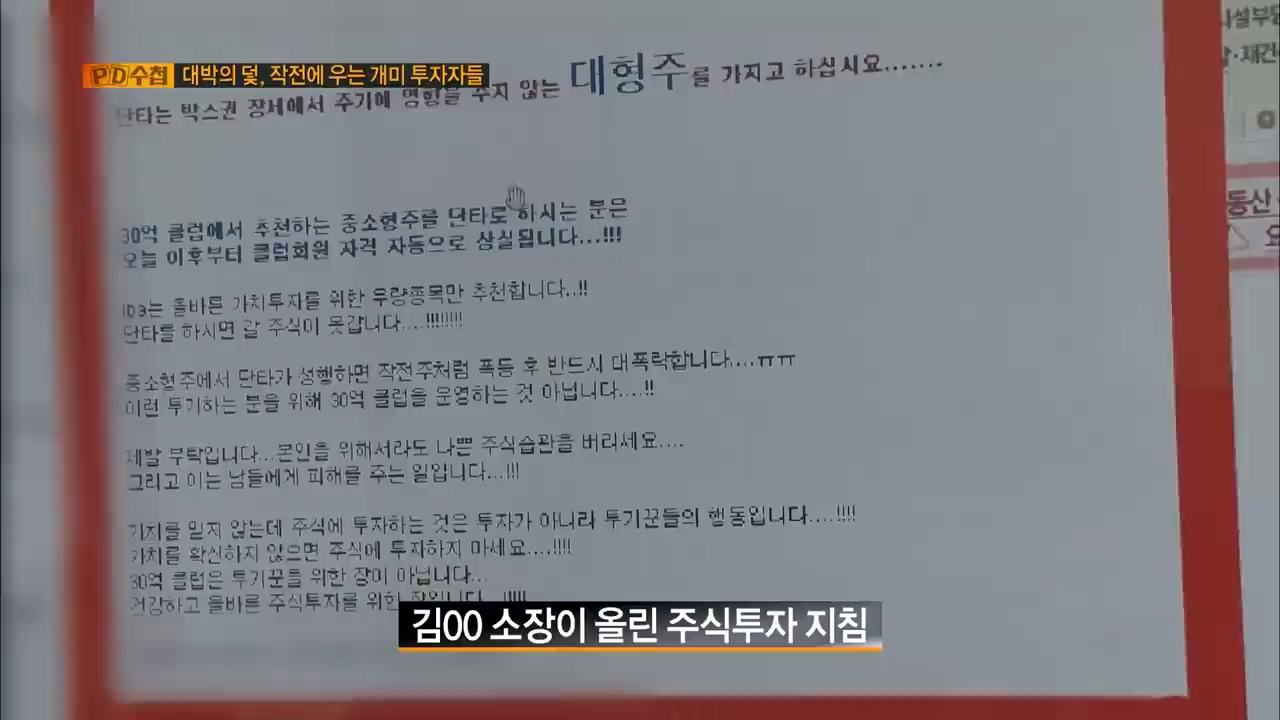 PD수첩 대박의 덫, 작전에 우는 개미 투자자들
단타는 박스권 장세에서 주가에 영향을 주지 않는 대형주를 가지고 하십시요.......
30억 클럽에서 추천하는 중소형주를 단타로 하시는 분은
오늘 이후부터 클럽회원 자격 자동으로 상실됩니다...!!!
는 올바른 가치투자를 위한 우량종목만 추천합니다..!!
단타를 하시면 갈 주식이 못갑니다....!!!!!!!!
중소형주에서 단타가 성행하면 작전주처럼 폭등 후 반드시 대폭락합니다....ㅠㅠ
이런 투기하는 분을 위해 30억 클럽을 운영하는 것 아닙니다....!!
제발 부탁입니다...본인을 위해서라도 나쁜 주식습관을 버리세요....
그리고 이는 남들에게 피해를 주는 일입니다...!!!
가치를 믿지 않는데 주식에 투자하는 것은 투자가 아니라 투기꾼들의 행동입니다....!!!!
가치를 확신하지 않으면 주식에 투자하지 마세요....!!!!
30억 클럽은 투기꾼들 위한 장이 아닙니다...
건강하고 올바른 주식투자를 위한 장입니다...!!!!!
김OO 소장이 올린 주식투자 지침
동산